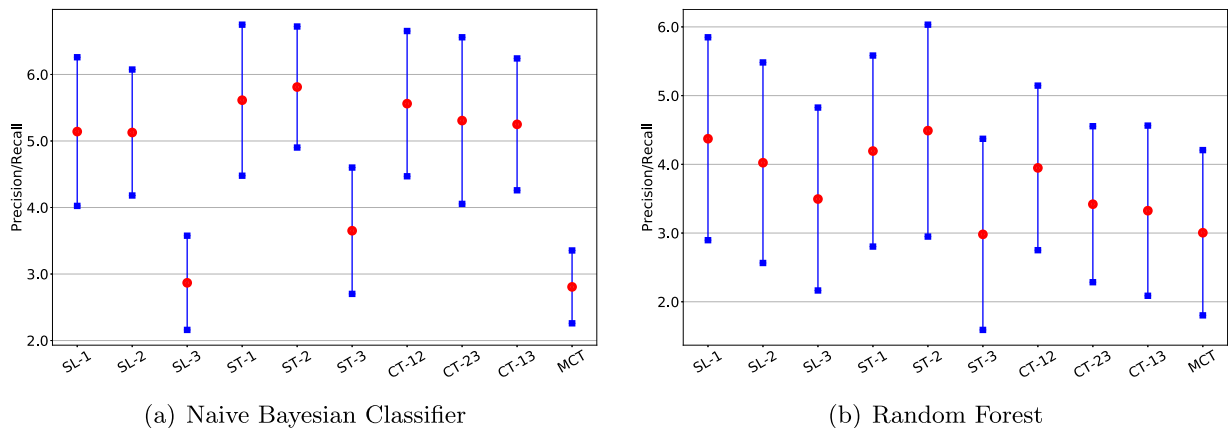 Precision/Recall
6.0
5.0
4.0
3.0
2.0
SL-1 SL-2 SL-3 ST-1 ST-2 ST-3 CT-12 CT-23 CT-13 MCT
(a) Naive Bayesian Classifier
Precision/Recall
6.0
5.0
4.0
3.0
2.0
SL-1 SL-2 SL-3 ST-1 ST-2 ST-3 CT-12 CT-23 CT-13 MCT
(b) Random Forest